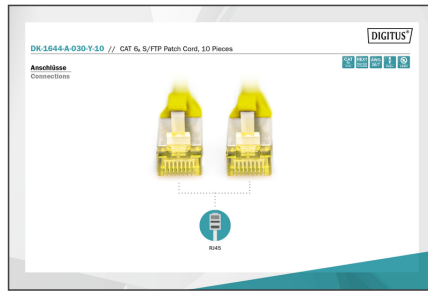 DIGITUS®
DK-1644-A-030-Y-10 // CAT 6A S/FTP Patch Cord, 10 Pieces
Anschlüsse
Connections
RJ45